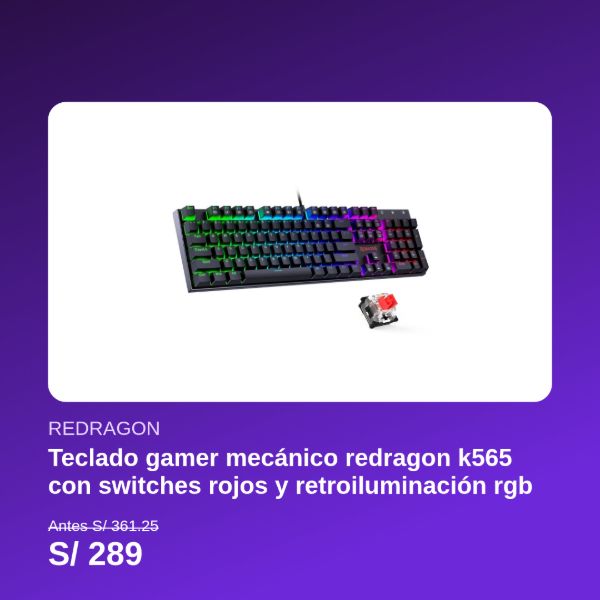 REDRAGON
Teclado gamer mecánico redragon k565
con switches rojos y retroiluminación rgb
Antes S/ 361.25
S/ 289